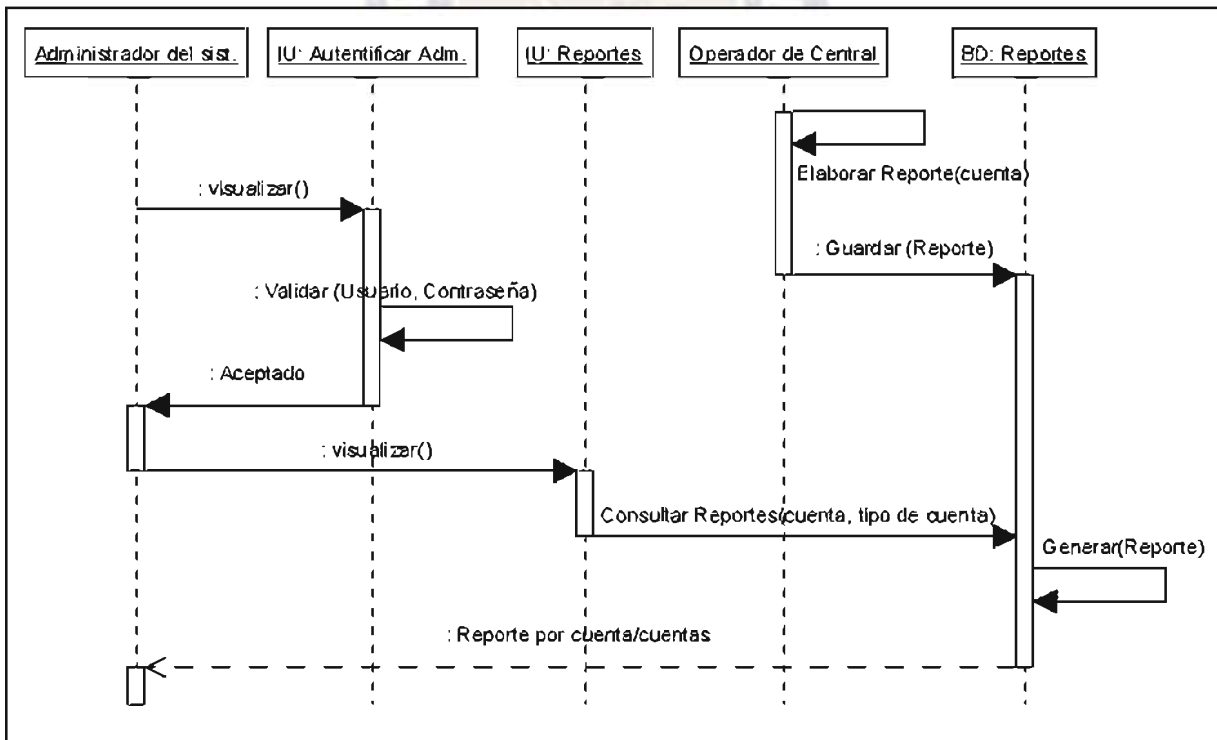 Administrador del sist.
IU: Autentificar Adm.
IU: Reportes
Operador de Central
BD: Reportes
Elaborar Reporte(cuenta)
: visualizar()
: Guardar (Reporte)
: Validar (Usuario, Contraseña)
: Aceptado
: visualizar()
Consultar Reportes(cuenta, tipo de cuenta)
Generar(Reporte)
: Reporte por cuenta/cuentas